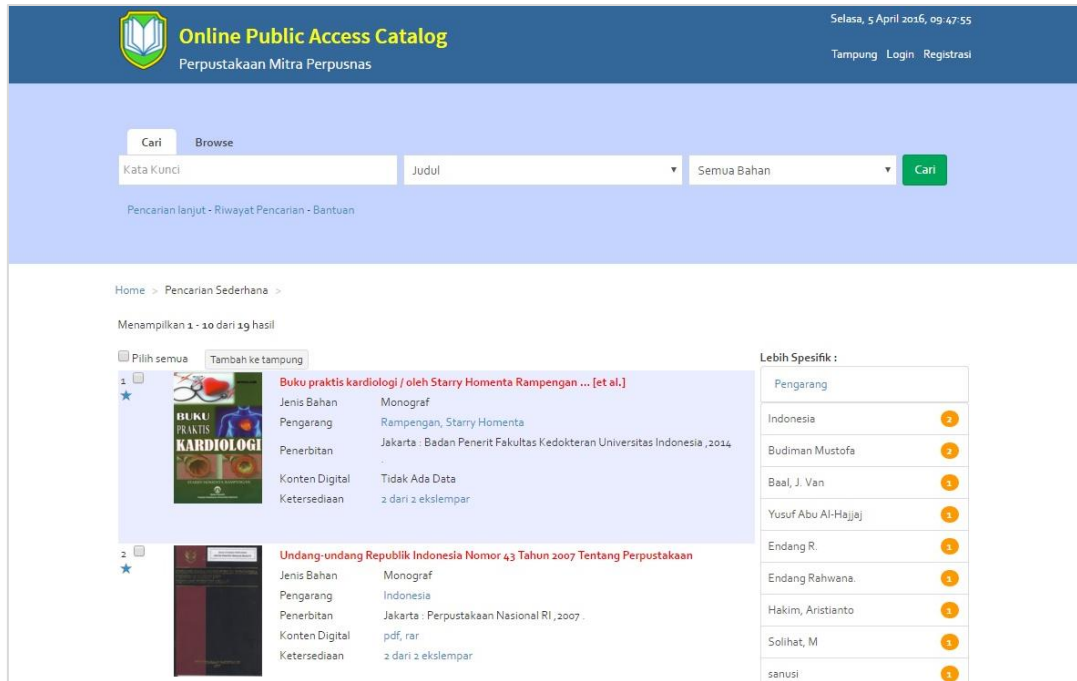 Selasa, 5 April 2016, 09:47:55
Online Public Access Catalog
Perpustakaan Mitra Perpusnas
Tampung Login Registrasi
Cari Browse
Kata Kunci Judul Semua Bahan Cari
Pencarian lanjut - Riwayat Pencarian - Bantuan
Home > Pencarian Sederhana >
Menampilkan 1 - 10 dari 19 hasil
Pilih semua Tambah ke tampung
1
BUKU
PRAKTIS
KARDIOLOGI
Buku praktis kardiologi / oleh Starry Homenta Rampengan ... [et al.]
Jenis Bahan Monograf
Pengarang Rampengan, Starry Homenta
Penerbitan Jakarta : Badan Penerit Fakultas Kedokteran Universitas Indonesia ,2014
.
Konten Digital Tidak Ada Data
Ketersediaan 2 dari 2 ekslempar
2
Undang-undang Republik Indonesia Nomor 43 Tahun 2007 Tentang Perpustakaan
Jenis Bahan Monograf
Pengarang Indonesia
Penerbitan Jakarta : Perpustakaan Nasional RI ,2007 .
Konten Digital pdf, rar
Ketersediaan 2 dari 2 ekslempar
Lebih Spesifik :
Pengarang
Indonesia 2
Budiman Mustofa 2
Baal, J. Van 1
Yusuf Abu Al-Hajjaj 1
Endang R. 1
Endang Rahwana. 1
Hakim, Aristianto 1
Solihat, M 1
sanusi 1